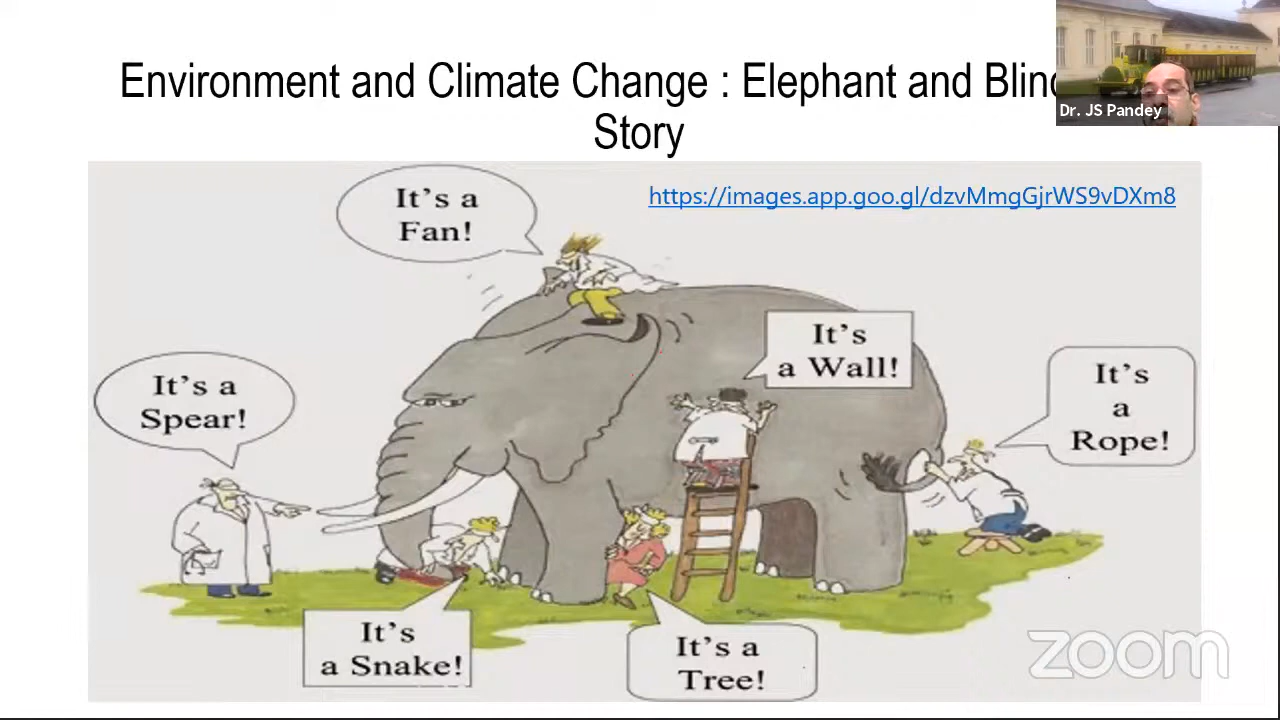 Environment and Climate Change : Elephant and Blind
Story
Dr. JS Pandey
https://images.app.goo.gl/dzvMmgGjrWS9vDXm8
It's a
Fan!
It's
a Wall!
It's a
Spear!
It's
a
Rope!
It's
a Snake!
It's a
Tree!
zoom